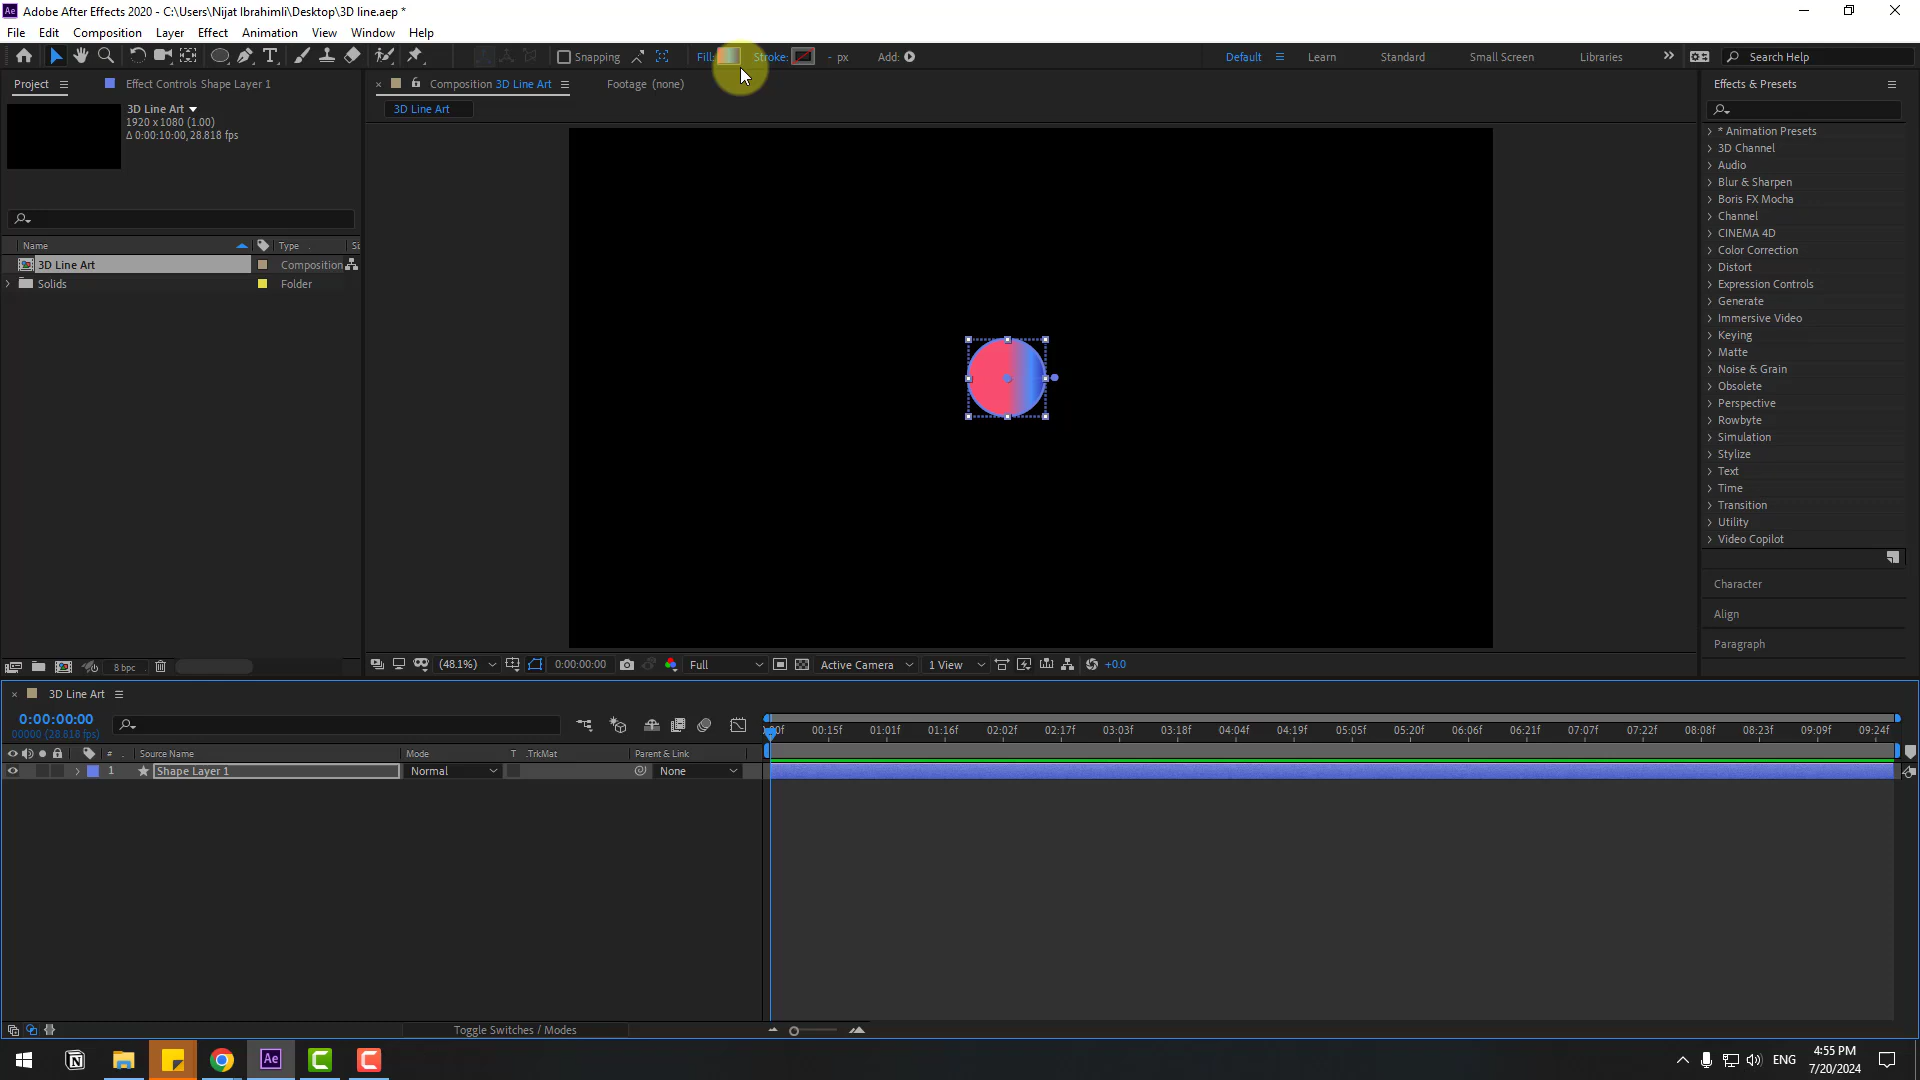 Adobe After Effects 2020 - C:\Users\Nijat Ibrahimli\Desktop\3D line.aep *
File Edit Composition Layer Effect Animation View Window Help
Snapping Fill: Stroke: - px Add: Default Learn Standard Small Screen Libraries Search Help
Project Effect Controls Shape Layer 1 Composition 3D Line Art Footage (none) Effects & Presets
3D Line Art
1920 x 1080 (1.00)
Δ 0:00:10:00, 28.818 fps
3D Line Art
Name Type
3D Line Art Composition
Solids Folder
* Animation Presets
3D Channel
Audio
Blur & Sharpen
Boris FX Mocha
Channel
CINEMA 4D
Color Correction
Distort
Expression Controls
Generate
Immersive Video
Keying
Matte
Noise & Grain
Obsolete
Perspective
Rowbyte
Simulation
Stylize
Text
Time
Transition
Utility
Video Copilot
Character
Align
Paragraph
8 bpc (48.1%) 0:00:00:00 Full Active Camera 1 View +0.0
3D Line Art
0:00:00:00
00000 (28.818 fps)
00:15f 01:01f 01:16f 02:02f 02:17f 03:03f 03:18f 04:04f 04:19f 05:05f 05:20f 06:06f 06:21f 07:07f 07:22f 08:08f 08:23f 09:09f 09:24f
# Source Name Mode T .TrkMat Parent & Link
1 Shape Layer 1 Normal None
Toggle Switches / Modes
Ae ENG 4:55 PM
7/20/2024